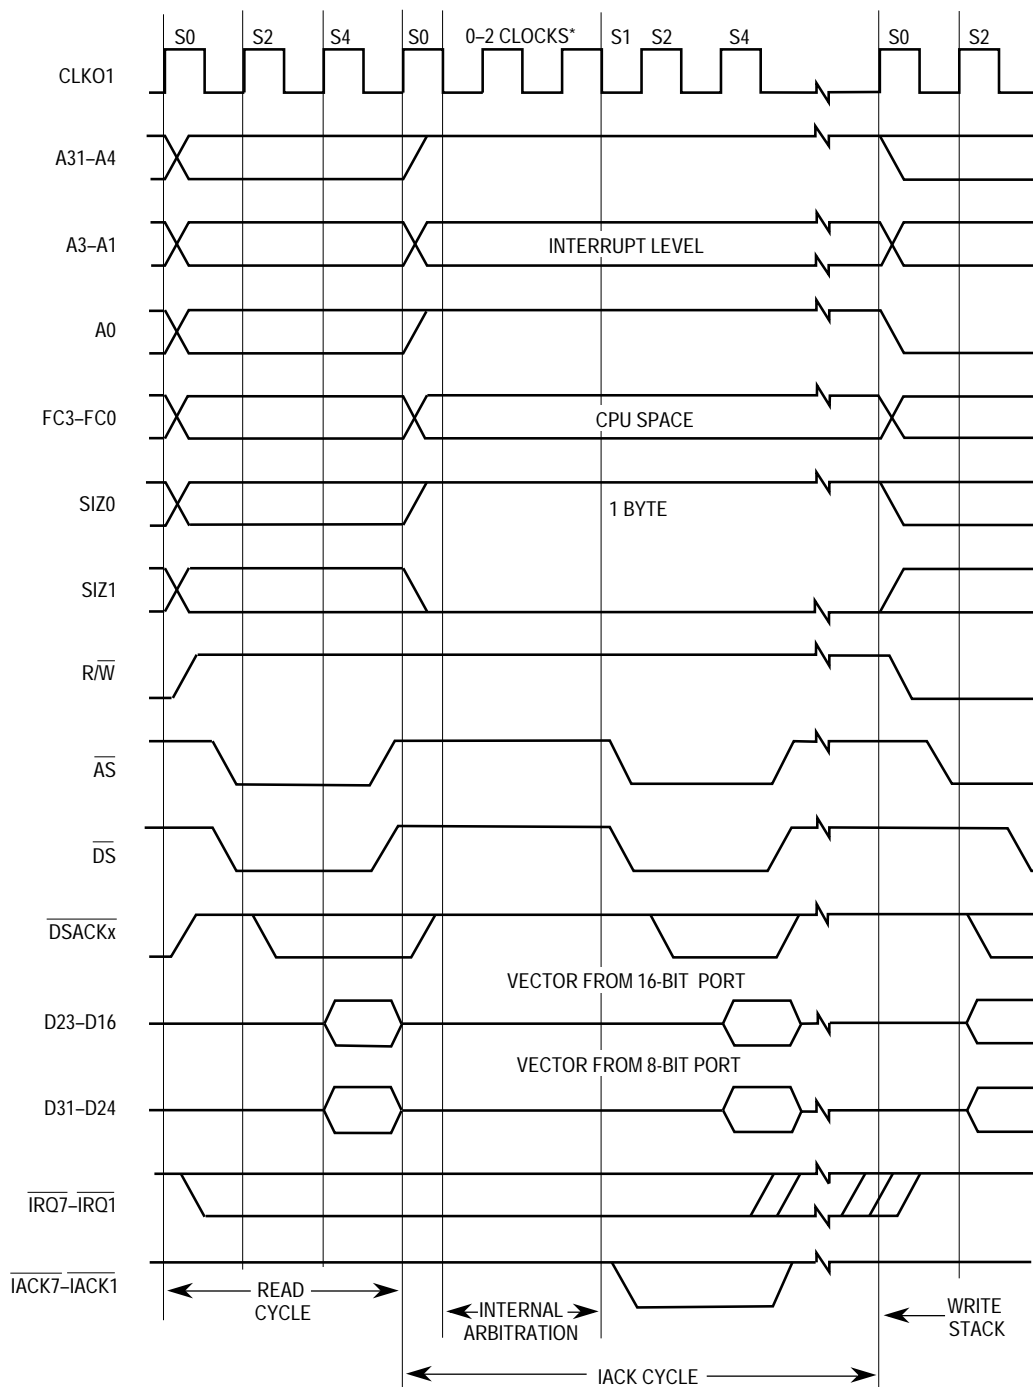 S0 S2 S4 S0 0–2 CLOCKS* S1 S2 S4 S0 S2
CLKO1
A31–A4
A3–A1 INTERRUPT LEVEL
A0
FC3–FC0 CPU SPACE
SIZ0 1 BYTE
SIZ1
R/W
AS
DS
DSACKx
VECTOR FROM 16-BIT PORT
D23–D16
VECTOR FROM 8-BIT PORT
D31–D24
IRQ7–IRQ1
IACK7–IACK1
READ
CYCLE
INTERNAL
ARBITRATION
WRITE
STACK
IACK CYCLE